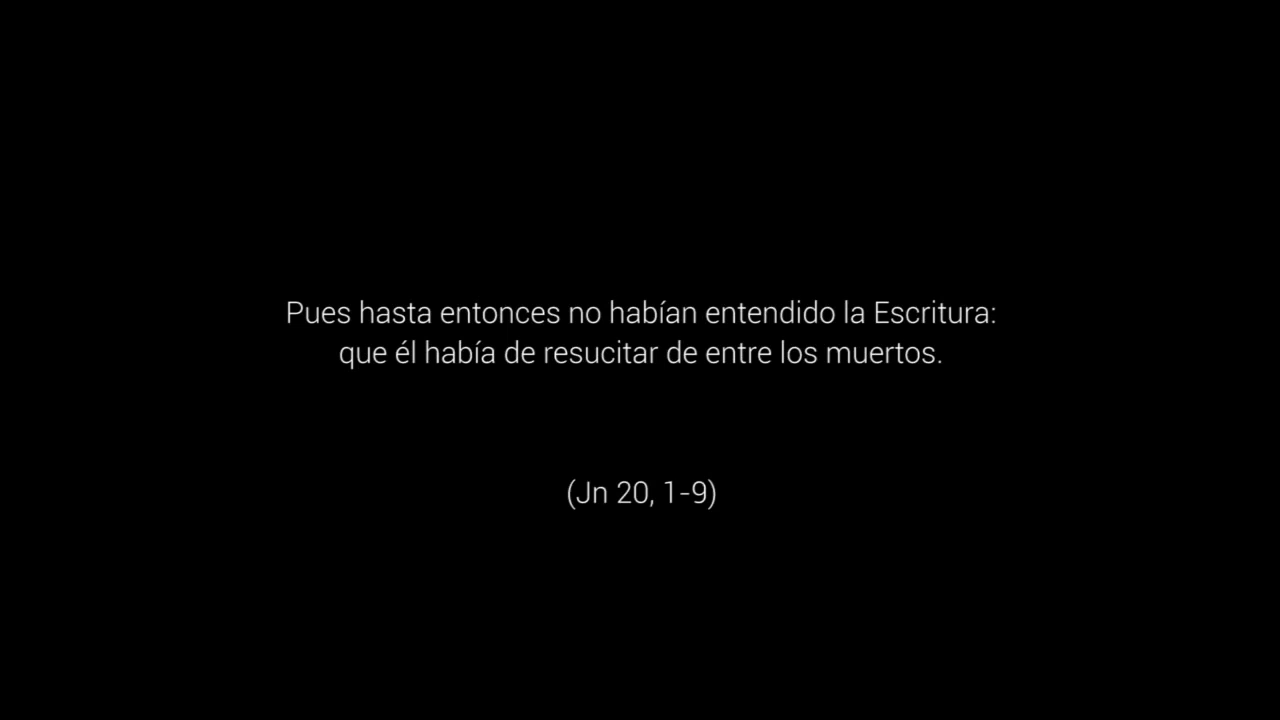 Pues hasta entonces no habían entendido la Escritura:
que él había de resucitar de entre los muertos.
(Jn 20, 1-9)